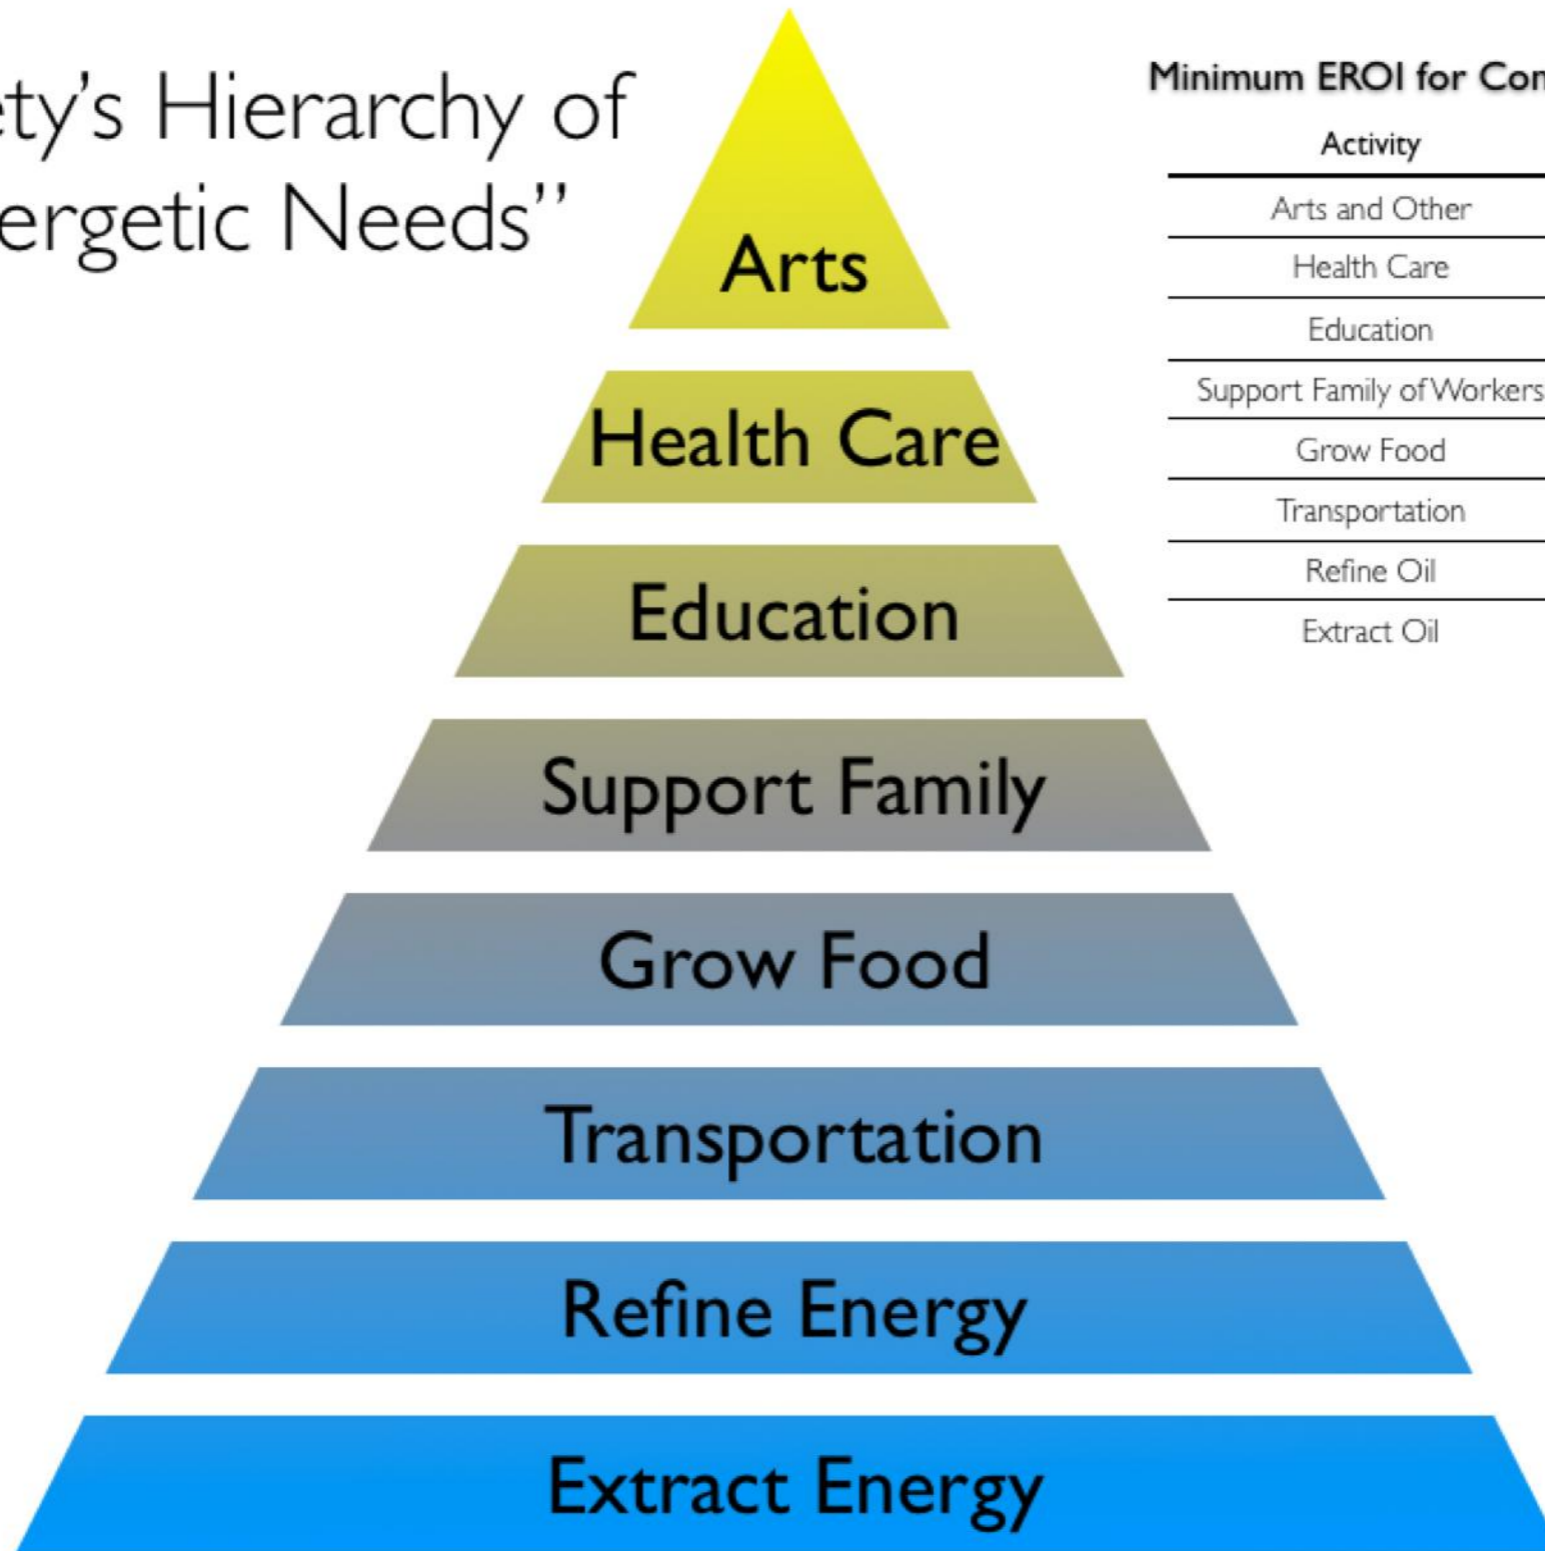 ety's Hierarchy of
ergetic Needs”
Arts
Health Care
Education
Support Family
Grow Food
Transportation
Refine Energy
Extract Energy
Minimum EROI for Con
Activity
Arts and Other
Health Care
Education
Support Family of Workers
Grow Food
Transportation
Refine Oil
Extract Oil